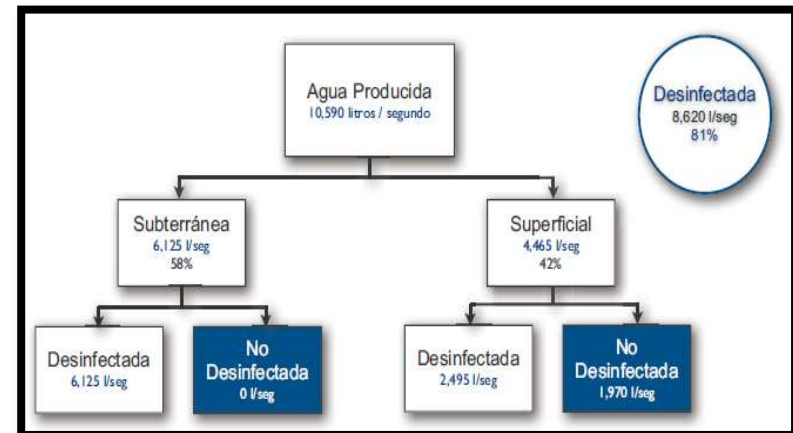 Agua Producida
10,590 litros / segundo
Desinfectada
8,620 l/seg
81%
Subterránea
6,125 l/seg
58%
Superficial
4,465 l/seg
42%
Desinfectada
6,125 l/seg
No
Desinfectada
0 l/seg
Desinfectada
2,495 l/seg
No
Desinfectada
1,970 l/seg